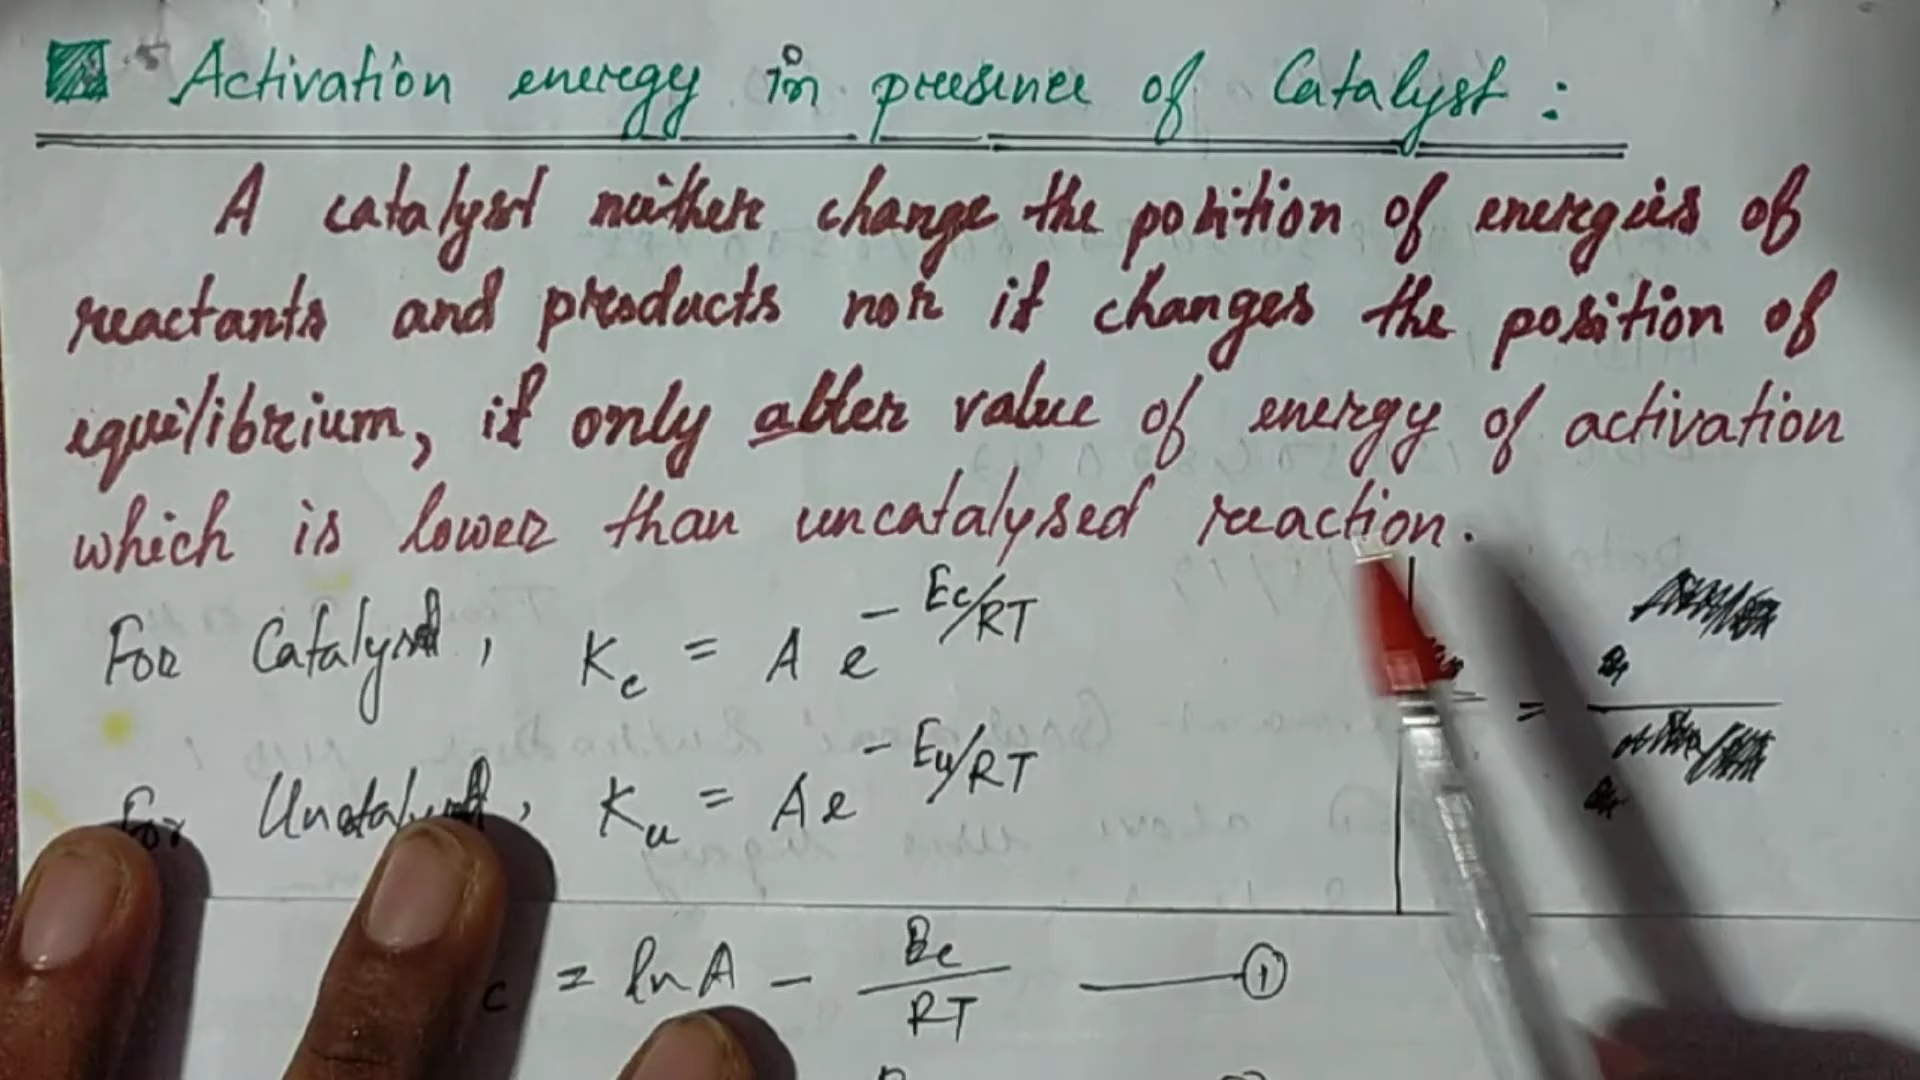 Activation energy in presence of Catalyst :
A catalyst neither change the position of energies of
reactants and products nor it changes the position of
equilibrium, it only alter value of energy of activation
which is lower than uncatalysed reaction.
For Catalyst, Kc = A e^-Ec/RT
=
For Uncatalyst, Ku = A e^-Eu/RT
c = ln A - Ec/RT —— ①